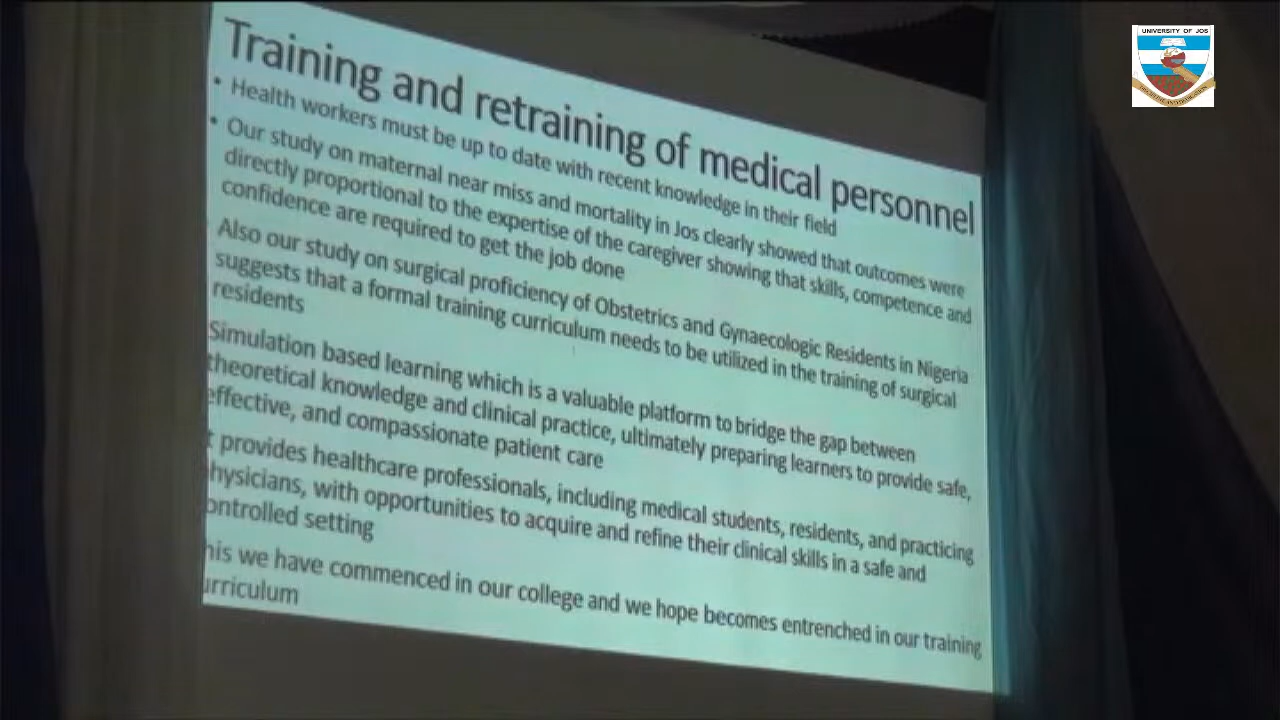 UNIVERSITY OF JOS
Training and retraining of medical personnel
• Health workers must be up to date with recent knowledge in their field
• Our study on maternal near miss and mortality in Jos clearly showed that outcomes were
directly proportional to the expertise of the caregiver showing that skills, competence and
confidence are required to get the job done
Also our study on surgical proficiency of Obstetrics and Gynaecologic Residents in Nigeria
suggests that a formal training curriculum needs to be utilized in the training of surgical
residents
Simulation based learning which is a valuable platform to bridge the gap between
theoretical knowledge and clinical practice, ultimately preparing learners to provide safe,
effective, and compassionate patient care
t provides healthcare professionals, including medical students, residents, and practicing
hysicians, with opportunities to acquire and refine their clinical skills in a safe and
ontrolled setting
his we have commenced in our college and we hope becomes entrenched in our training
urriculum